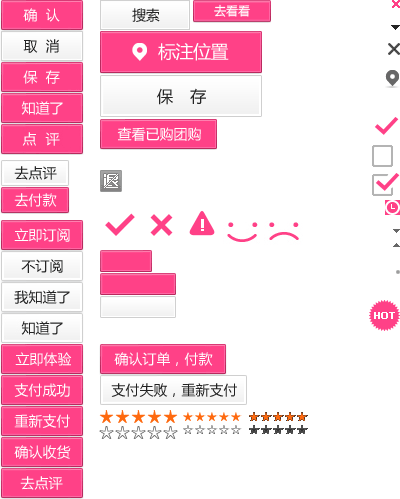 确 认
取 消
保 存
知道了
点 评
去点评
去付款
立即订阅
不订阅
我知道了
知道了
立即体验
支付成功
重新支付
确认收货
去点评
搜索
去看看
标注位置
保 存
查看已购团购
确认订单，付款
支付失败，重新支付
HOT